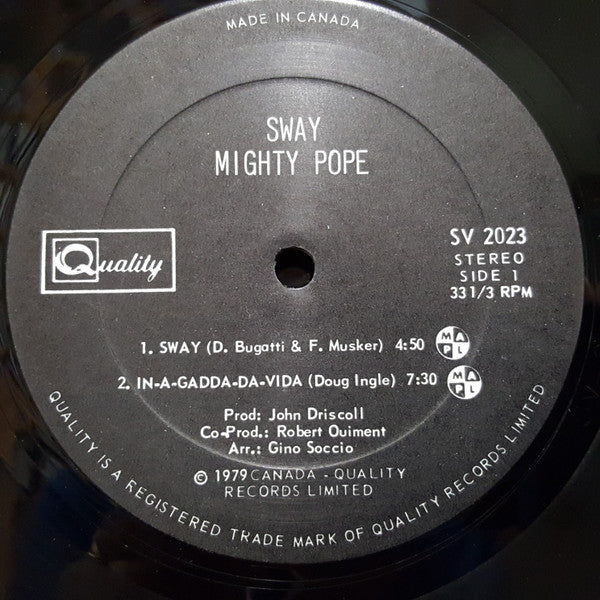 MADE IN CANADA
SWAY
MIGHTY POPE
Quality
SV 2023
STEREO
SIDE 1
33 1/3 RPM
1. SWAY (D. Bugatti & F. Musker) 4:50 MAPL
2. IN-A-GADDA-DA-VIDA (Doug Ingle) 7:30 MAPL
Prod: John Driscoll
Co-Prod.: Robert Ouiment
Arr.: Gino Soccio
© 1979 CANADA - QUALITY
RECORDS LIMITED
QUALITY IS A REGISTERED TRADE MARK OF QUALITY RECORDS LIMITED